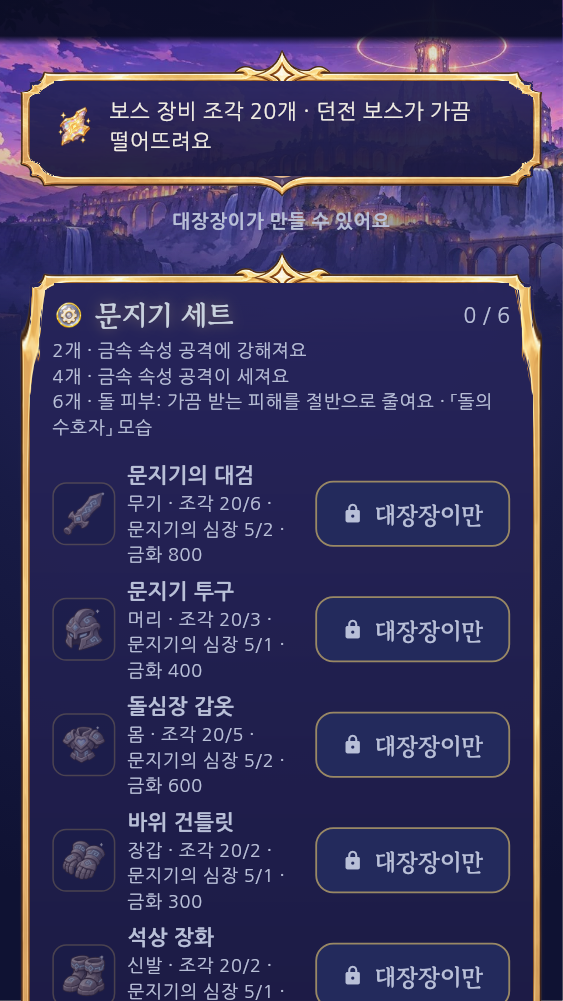 보스 장비 조각 20개 · 던전 보스가 가끔
떨어뜨려요
대장장이가 만들 수 있어요
문지기 세트
0 / 6
2개 · 금속 속성 공격에 강해져요
4개 · 금속 속성 공격이 세져요
6개 · 돌 피부: 가끔 받는 피해를 절반으로 줄여요 · 「돌의
수호자」 모습
문지기의 대검
무기 · 조각 20/6 ·
문지기의 심장 5/2 ·
금화 800
대장장이만
문지기 투구
머리 · 조각 20/3 ·
문지기의 심장 5/1 ·
금화 400
대장장이만
돌심장 갑옷
몸 · 조각 20/5 ·
문지기의 심장 5/2 ·
금화 600
대장장이만
바위 건틀릿
장갑 · 조각 20/2 ·
문지기의 심장 5/1 ·
금화 300
대장장이만
석상 장화
신발 · 조각 20/2 ·
문지기의 심장 5/1 ·
대장장이만